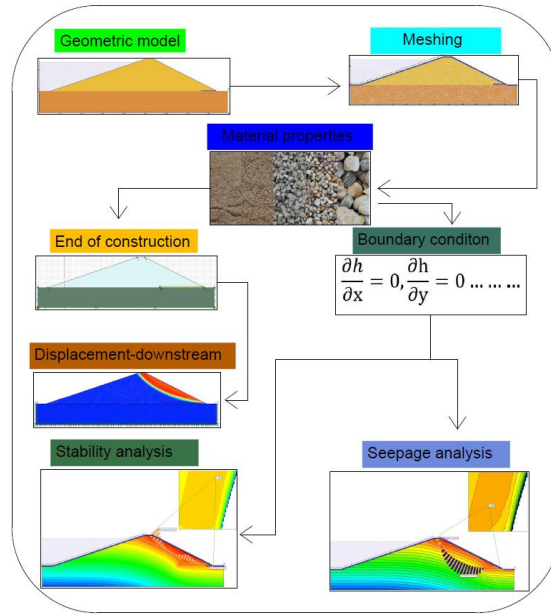 Geometric model
Meshing
Material properties
End of construction
Boundary conditon
∂h/∂x = 0, ∂h/∂y = 0 … … …
Displacement-downstream
Stability analysis
Seepage analysis